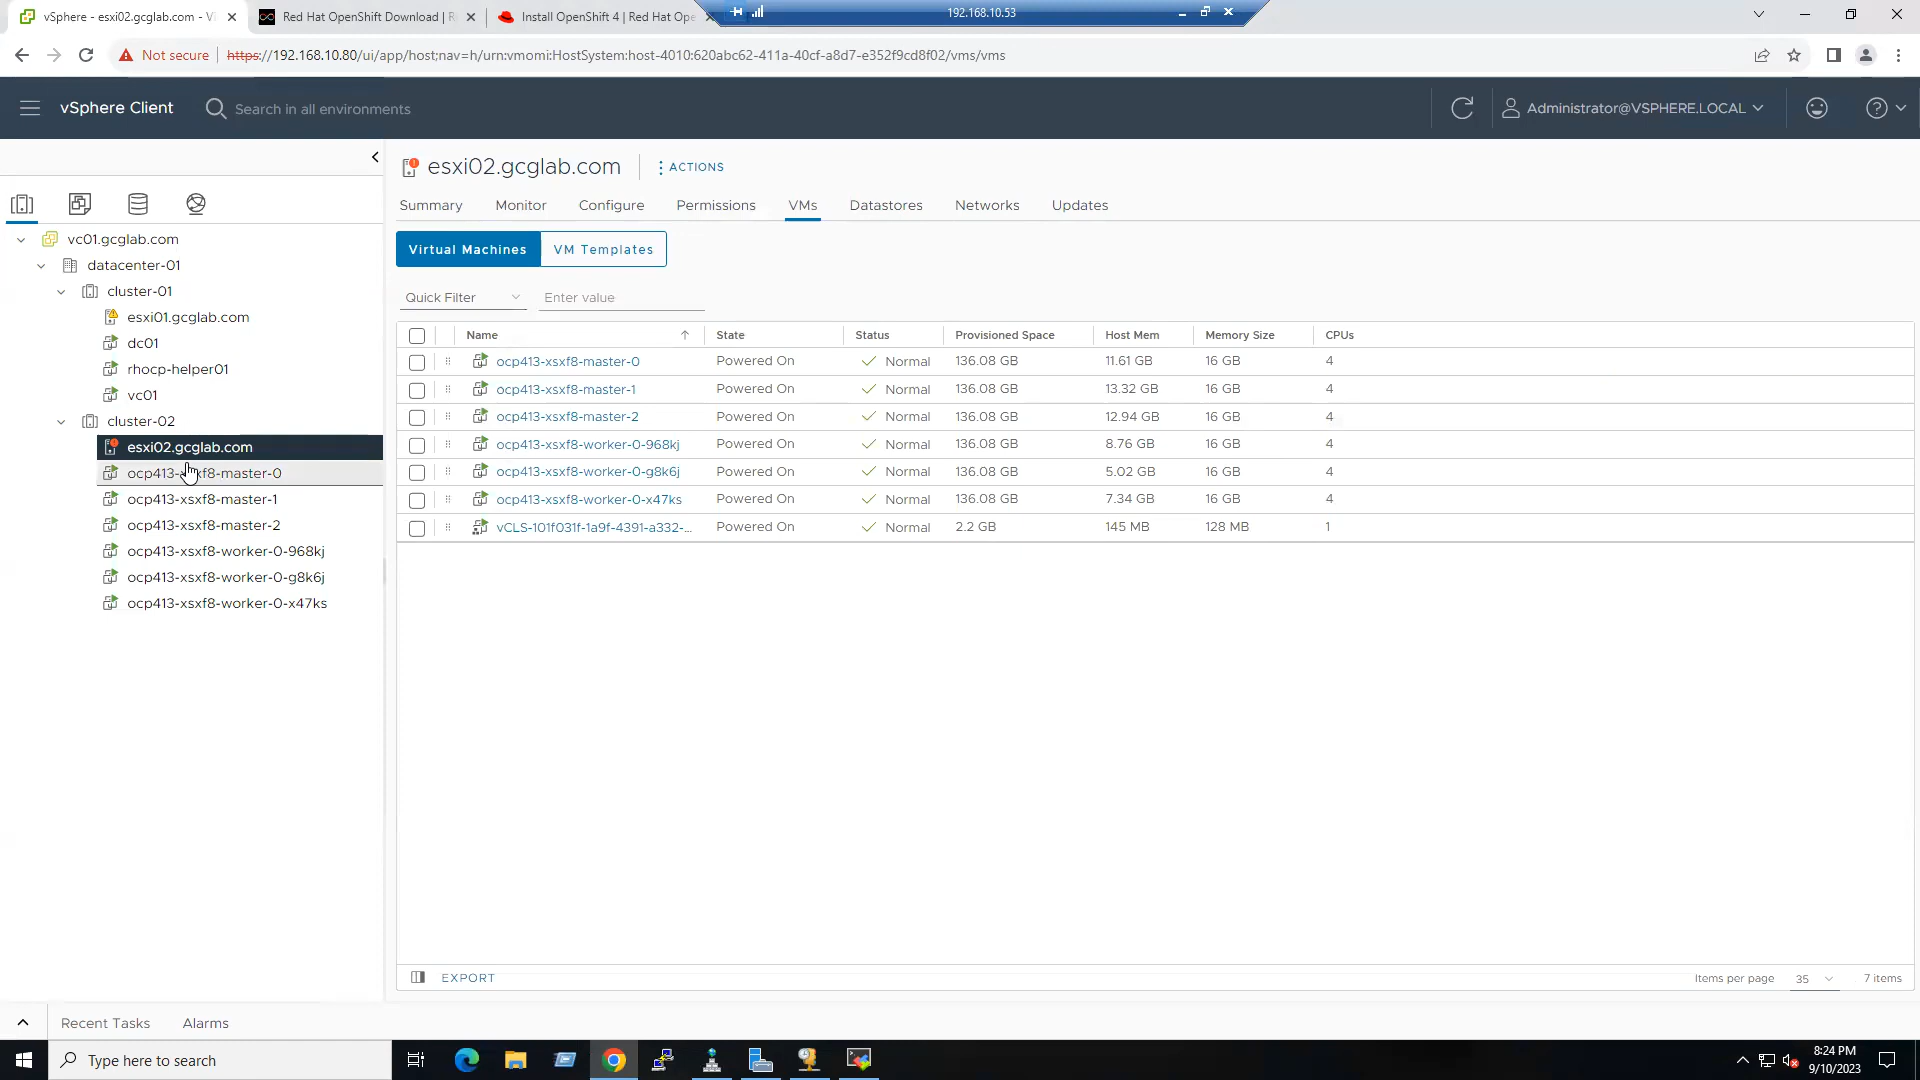 vSphere - esxi02.gcglab.com - V
Red Hat OpenShift Download | R
Install OpenShift 4 | Red Hat Ope
192.168.10.53
Not secure
https://192.168.10.80/ui/app/host;nav=h/urn:vmomi:HostSystem:host-4010:620abc62-411a-40cf-a8d7-e352f9cd8f02/vms/vms
vSphere Client
Search in all environments
Administrator@VSPHERE.LOCAL
vc01.gcglab.com
datacenter-01
cluster-01
esxi01.gcglab.com
dc01
rhocp-helper01
vc01
cluster-02
esxi02.gcglab.com
ocp413-xsxf8-master-0
ocp413-xsxf8-master-1
ocp413-xsxf8-master-2
ocp413-xsxf8-worker-0-968kj
ocp413-xsxf8-worker-0-g8k6j
ocp413-xsxf8-worker-0-x47ks
esxi02.gcglab.com
ACTIONS
Summary Monitor Configure Permissions VMs Datastores Networks Updates
Virtual Machines VM Templates
Quick Filter Enter value
Name State Status Provisioned Space Host Mem Memory Size CPUs
ocp413-xsxf8-master-0 Powered On Normal 136.08 GB 11.61 GB 16 GB 4
ocp413-xsxf8-master-1 Powered On Normal 136.08 GB 13.32 GB 16 GB 4
ocp413-xsxf8-master-2 Powered On Normal 136.08 GB 12.94 GB 16 GB 4
ocp413-xsxf8-worker-0-968kj Powered On Normal 136.08 GB 8.76 GB 16 GB 4
ocp413-xsxf8-worker-0-g8k6j Powered On Normal 136.08 GB 5.02 GB 16 GB 4
ocp413-xsxf8-worker-0-x47ks Powered On Normal 136.08 GB 7.34 GB 16 GB 4
vCLS-101f031f-1a9f-4391-a332-... Powered On Normal 2.2 GB 145 MB 128 MB 1
EXPORT
Items per page 35 7 items
Recent Tasks Alarms
Type here to search
8:24 PM
9/10/2023